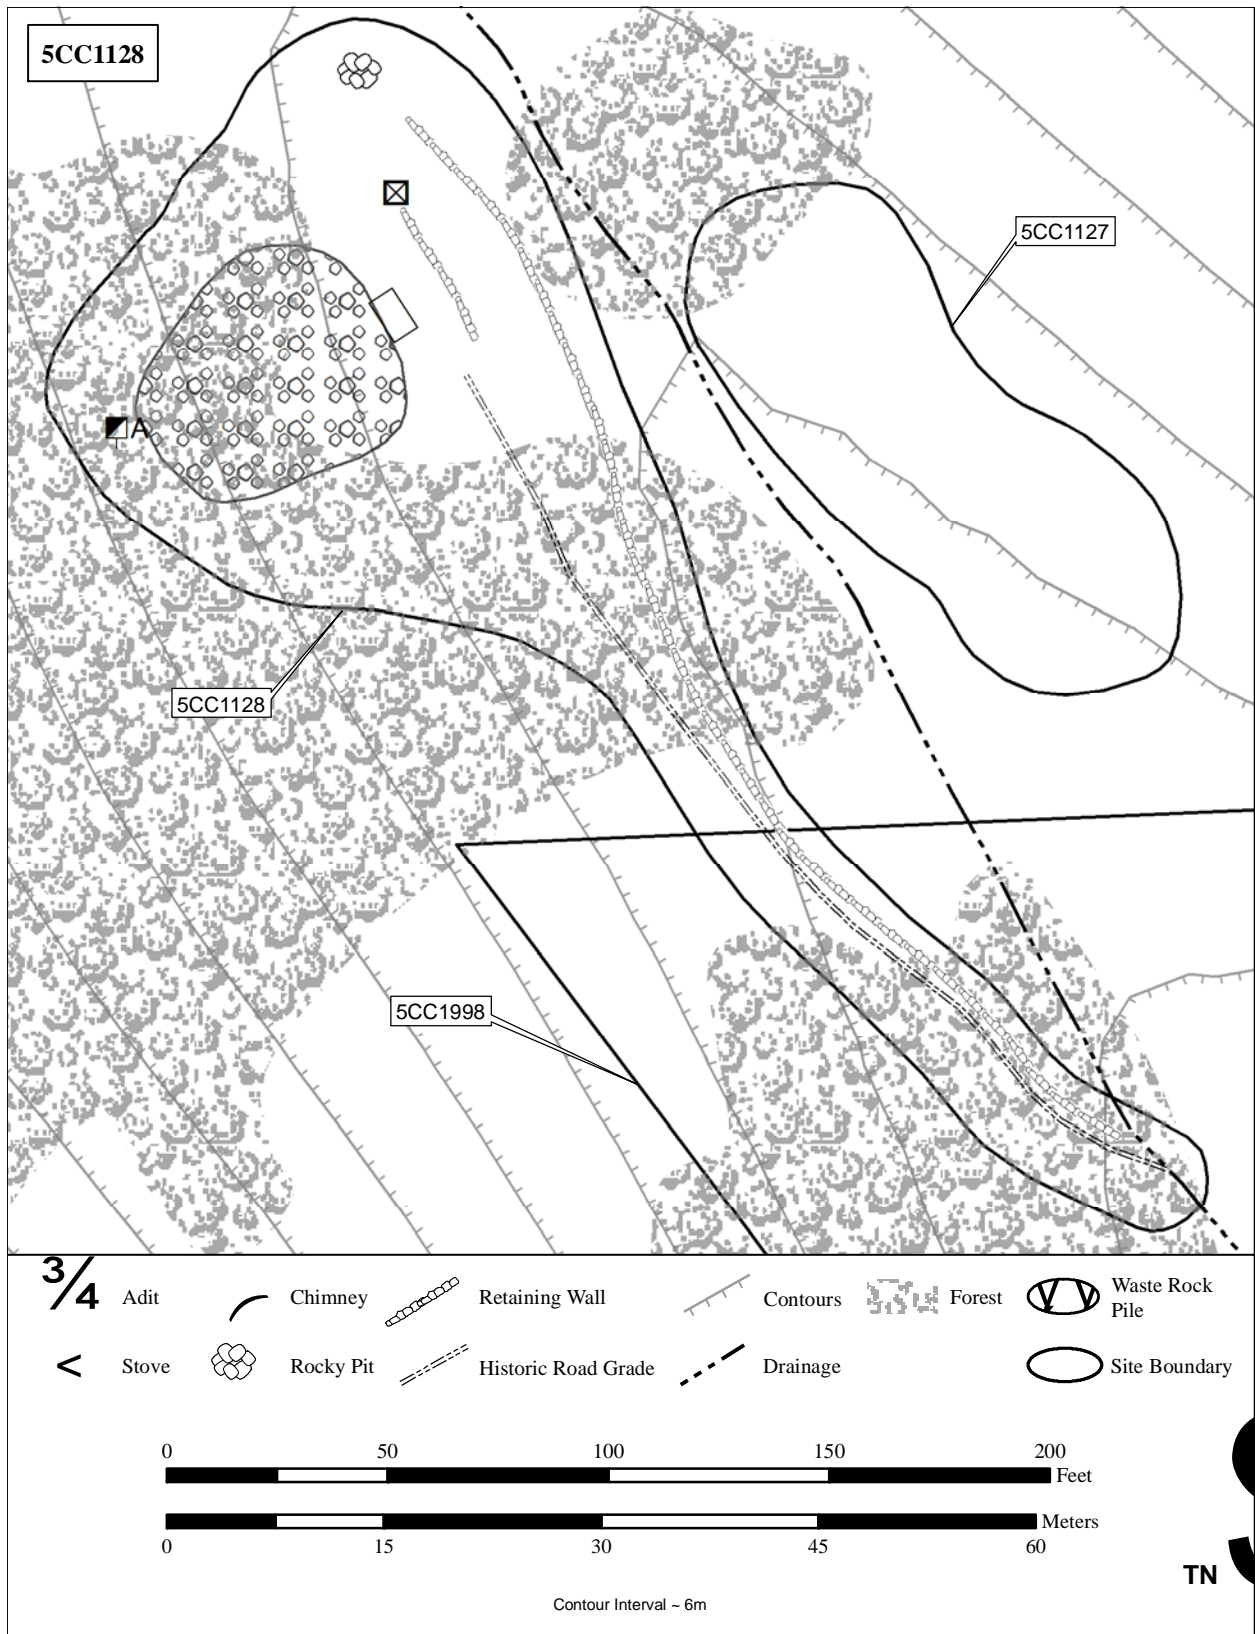 5CC1128
5CC1127
A
5CC1128
5CC1998
3/4 Adit
Chimney
Retaining Wall
Contours
Forest
Waste Rock
Pile
< Stove
Rocky Pit
Historic Road Grade
Drainage
Site Boundary
0 50 100 150 200
Feet
Meters
0 15 30 45 60
TN
Contour Interval ~ 6m